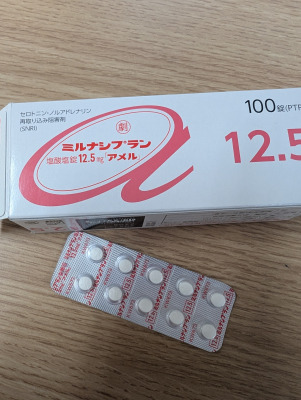 セロトニン・ノルアドレナリン
再取り込み阻害剤
(SNRI)
100錠(PTP
劇
ミルナシプラン
塩酸塩錠12.5mg アメル
12.5